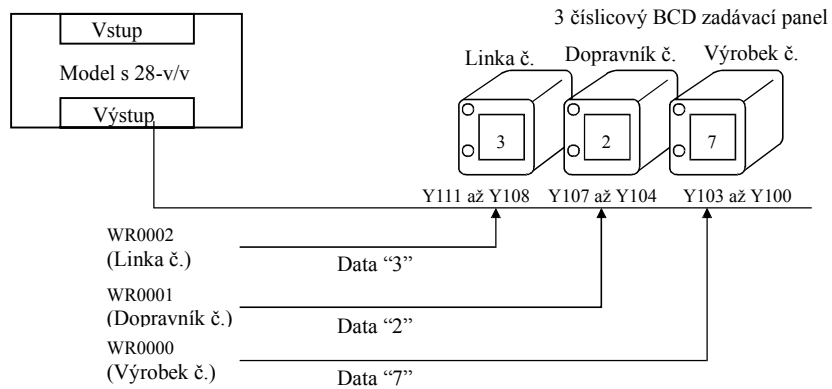 3 číslicový BCD zadávací panel
Vstup
Model s 28-v/v
Výstup
Linka č.
Dopravník č.
Výrobek č.
3
2
7
Y111 až Y108
Y107 až Y104
Y103 až Y100
WR0002
(Linka č.)
Data “3”
WR0001
(Dopravník č.)
Data “2”
WR0000
(Výrobek č.)
Data “7”